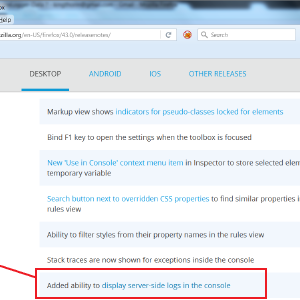 ox
Help
zilla.org/en-US/firefox/43.0/releasenotes/
Search
DESKTOP ANDROID IOS OTHER RELEASES
Markup view shows indicators for pseudo-classes locked for elements
Bind F1 key to open the settings when the toolbox is focused
New 'Use in Console' context menu item in Inspector to store selected elem
temporary variable
Search button next to overridden CSS properties to find similar properties i
rules view
Ability to filter styles from their property names in the rules view
Stack traces are now shown for exceptions inside the console
Added ability to display server-side logs in the console